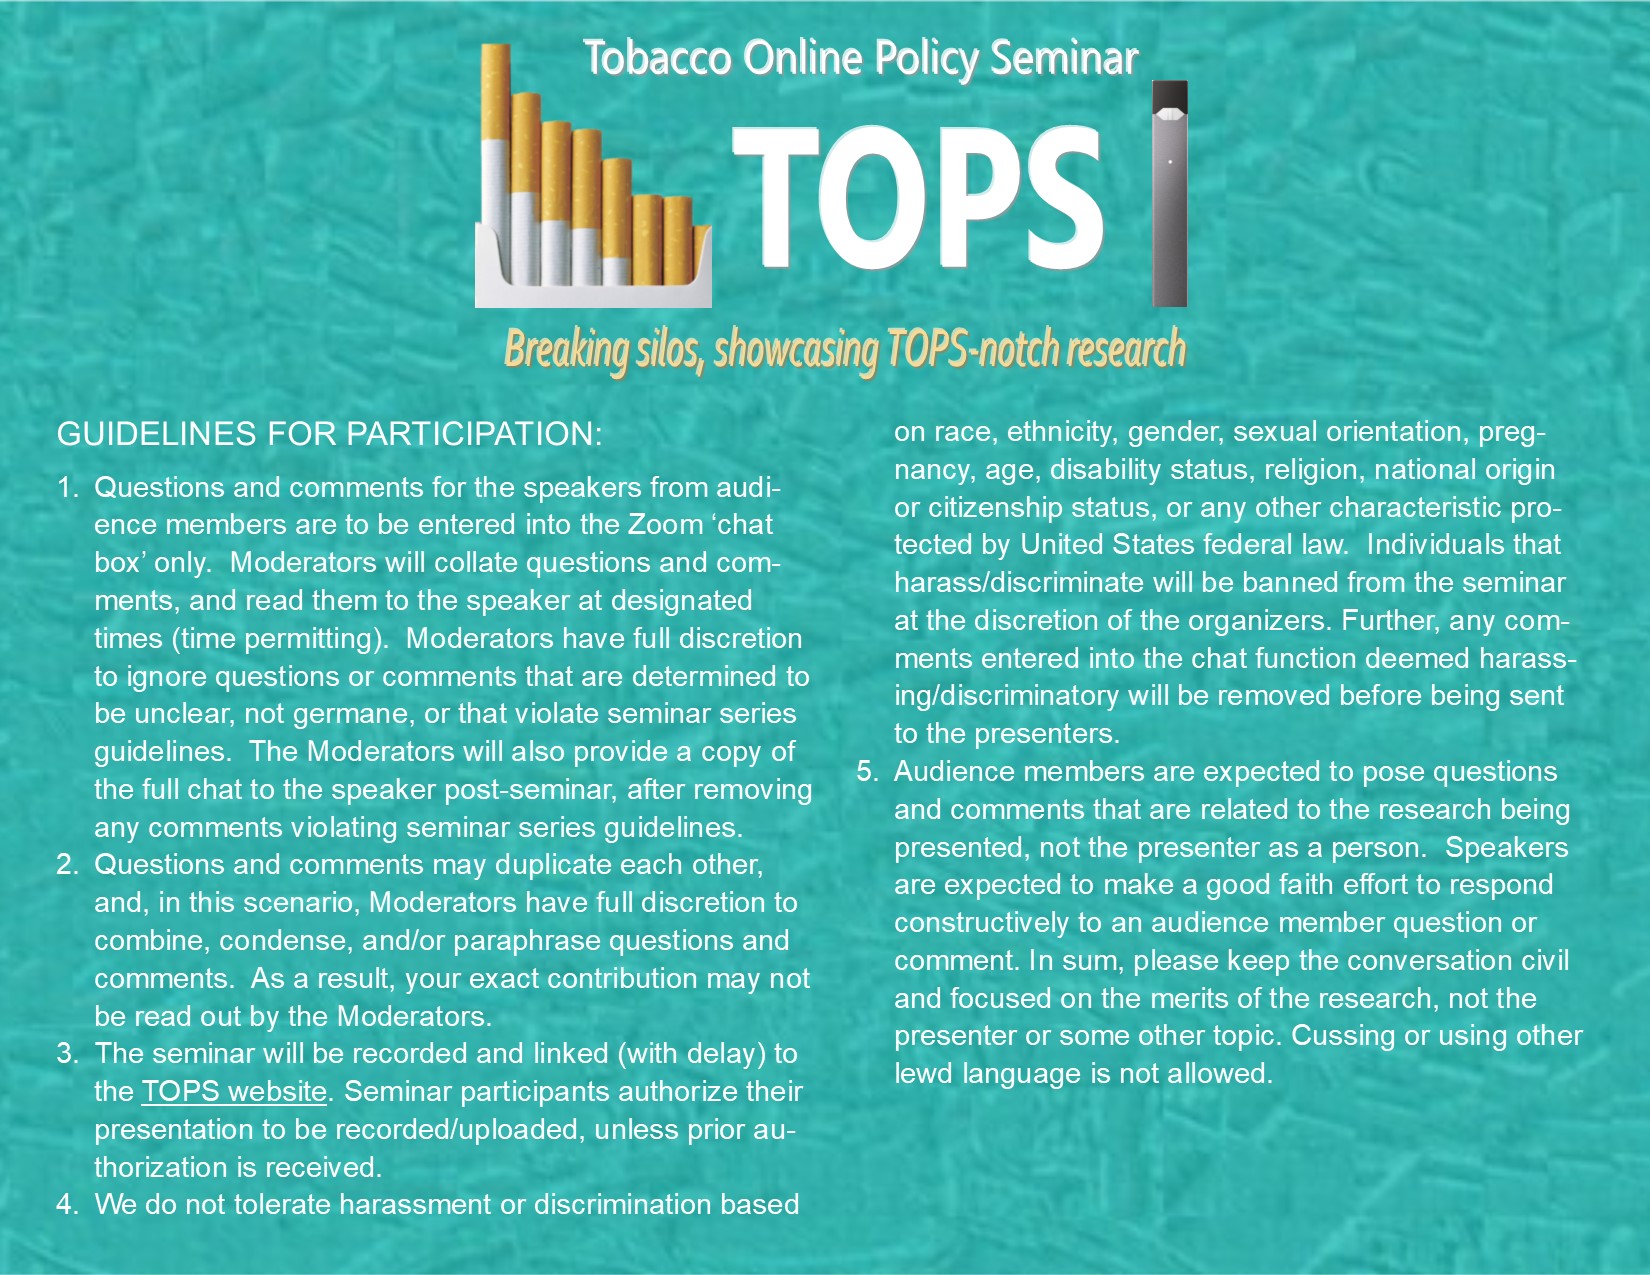 Tobacco Online Policy Seminar
TOPS
Breaking silos, showcasing TOPS-notch research
GUIDELINES FOR PARTICIPATION:
1. Questions and comments for the speakers from audi-
ence members are to be entered into the Zoom ‘chat
box’ only.  Moderators will collate questions and com-
ments, and read them to the speaker at designated
times (time permitting).  Moderators have full discretion
to ignore questions or comments that are determined to
be unclear, not germane, or that violate seminar series
guidelines.  The Moderators will also provide a copy of
the full chat to the speaker post-seminar, after removing
any comments violating seminar series guidelines.
2. Questions and comments may duplicate each other,
and, in this scenario, Moderators have full discretion to
combine, condense, and/or paraphrase questions and
comments.  As a result, your exact contribution may not
be read out by the Moderators.
3. The seminar will be recorded and linked (with delay) to
the TOPS website. Seminar participants authorize their
presentation to be recorded/uploaded, unless prior au-
thorization is received.
4. We do not tolerate harassment or discrimination based
on race, ethnicity, gender, sexual orientation, preg-
nancy, age, disability status, religion, national origin
or citizenship status, or any other characteristic pro-
tected by United States federal law.  Individuals that
harass/discriminate will be banned from the seminar
at the discretion of the organizers. Further, any com-
ments entered into the chat function deemed harass-
ing/discriminatory will be removed before being sent
to the presenters.
5. Audience members are expected to pose questions
and comments that are related to the research being
presented, not the presenter as a person.  Speakers
are expected to make a good faith effort to respond
constructively to an audience member question or
comment. In sum, please keep the conversation civil
and focused on the merits of the research, not the
presenter or some other topic. Cussing or using other
lewd language is not allowed.